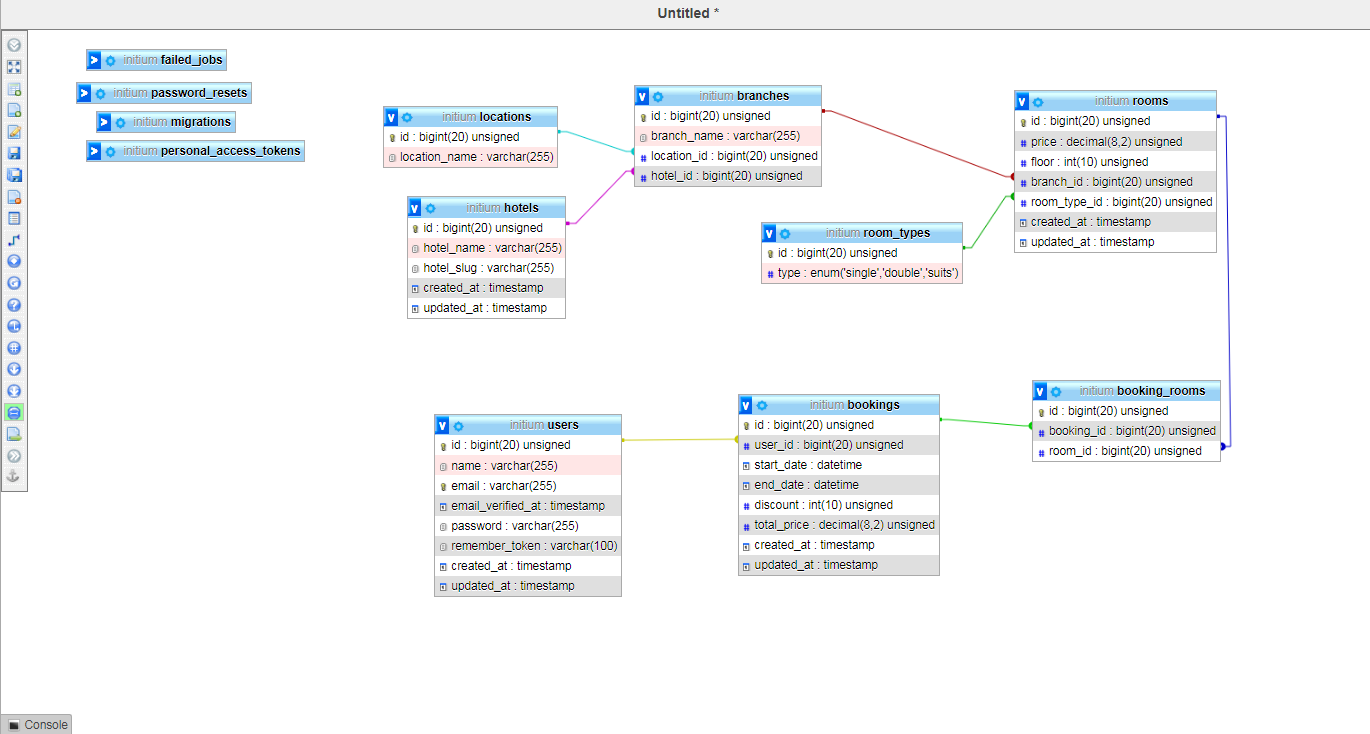 Untitled *
initium failed_jobs
initium password_resets
initium migrations
initium personal_access_tokens
initium locations
id : bigint(20) unsigned
location_name : varchar(255)
initium hotels
id : bigint(20) unsigned
hotel_name : varchar(255)
hotel_slug : varchar(255)
created_at : timestamp
updated_at : timestamp
initium branches
id : bigint(20) unsigned
branch_name : varchar(255)
location_id : bigint(20) unsigned
hotel_id : bigint(20) unsigned
initium room_types
id : bigint(20) unsigned
type : enum('single','double','suits')
initium rooms
id : bigint(20) unsigned
price : decimal(8,2) unsigned
floor : int(10) unsigned
branch_id : bigint(20) unsigned
room_type_id : bigint(20) unsigned
created_at : timestamp
updated_at : timestamp
initium users
id : bigint(20) unsigned
name : varchar(255)
email : varchar(255)
email_verified_at : timestamp
password : varchar(255)
remember_token : varchar(100)
created_at : timestamp
updated_at : timestamp
initium bookings
id : bigint(20) unsigned
user_id : bigint(20) unsigned
start_date : datetime
end_date : datetime
discount : int(10) unsigned
total_price : decimal(8,2) unsigned
created_at : timestamp
updated_at : timestamp
initium booking_rooms
id : bigint(20) unsigned
booking_id : bigint(20) unsigned
room_id : bigint(20) unsigned
Console